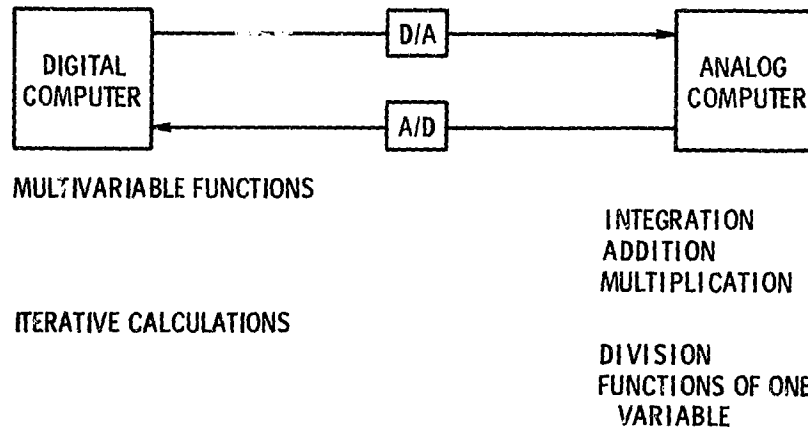 D/A
DIGITAL
COMPUTER
ANALOG
COMPUTER
A/D
MULTIVARIABLE FUNCTIONS
INTEGRATION
ADDITION
MULTIPLICATION
ITERATIVE CALCULATIONS
DIVISION
FUNCTIONS OF ONE
VARIABLE